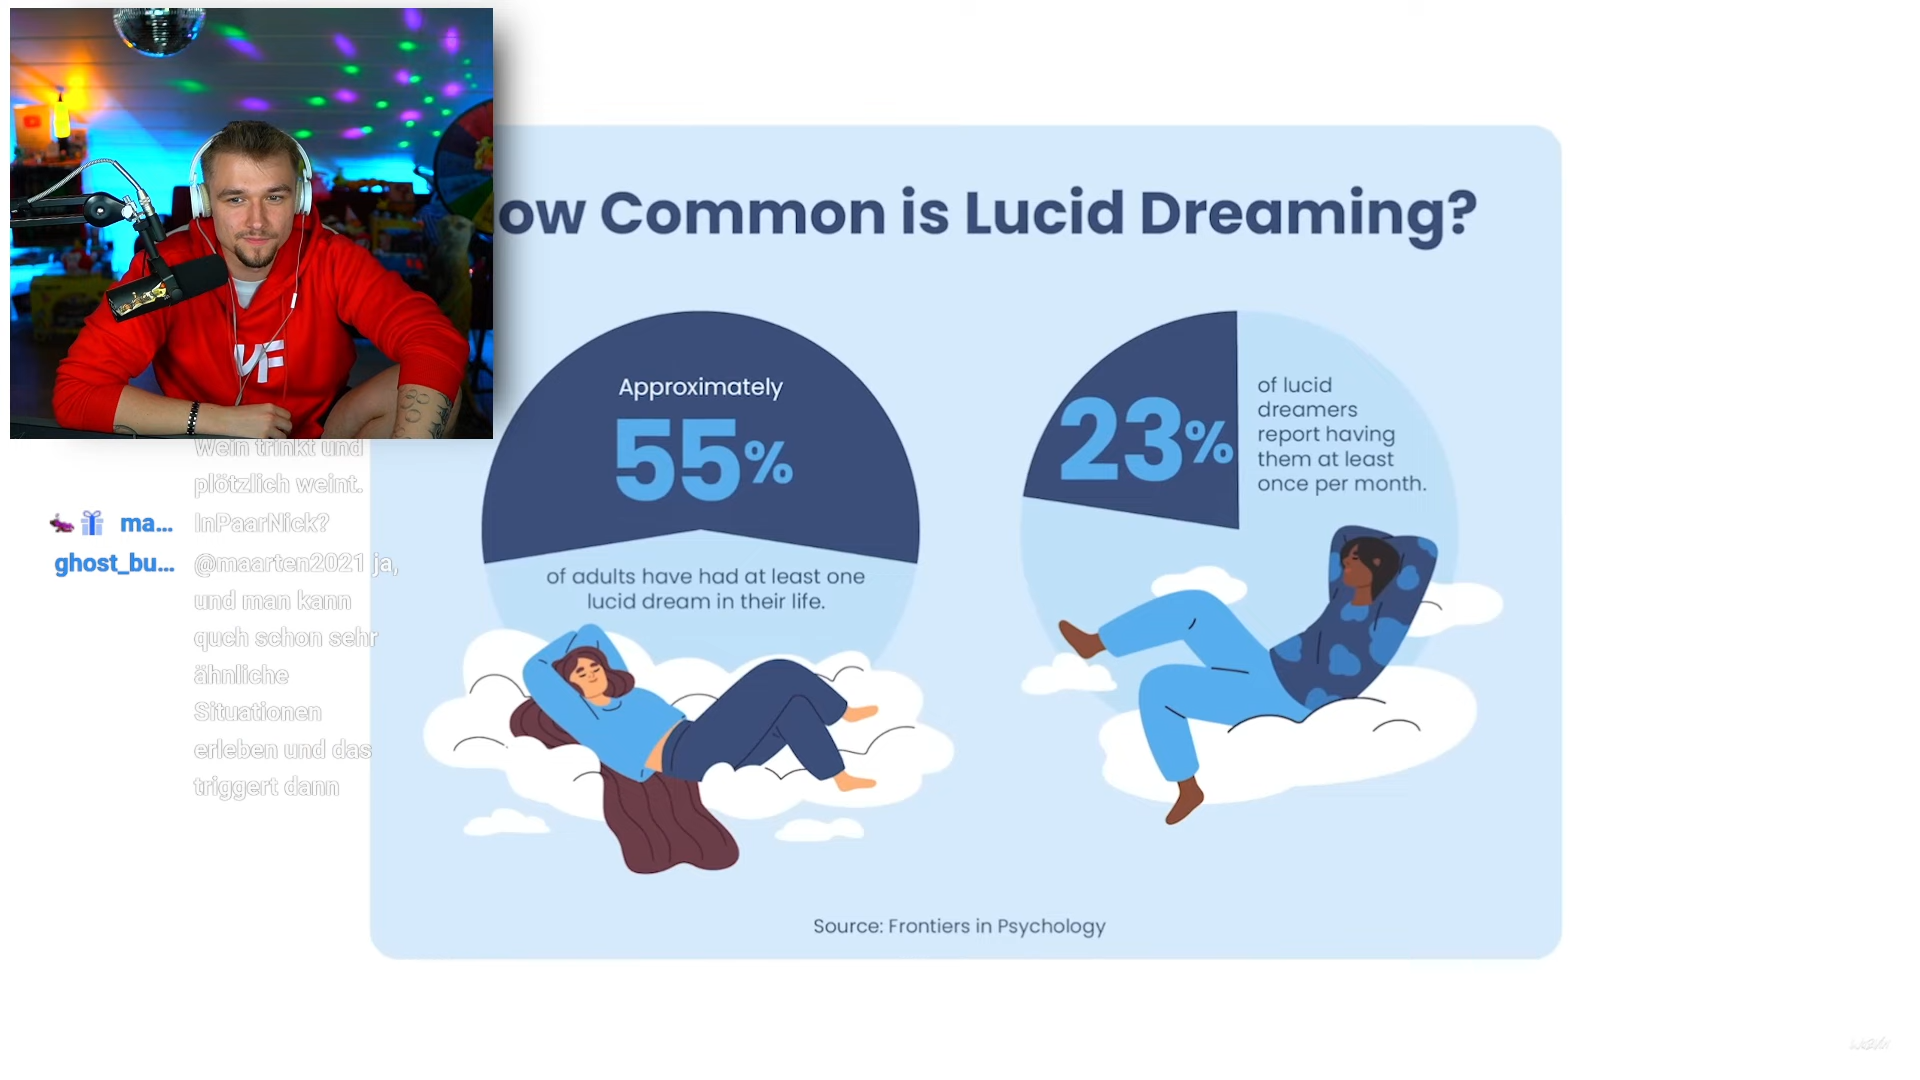 ow Common is Lucid Dreaming?
Approximately
55%
of adults have had at least one
lucid dream in their life.
23%
of lucid
dreamers
report having
them at least
once per month.
Source: Frontiers in Psychology
Wein trinkt und
plötzlich weint.
ma... InPaarNick?
ghost_bu... @maarten2021 ja,
und man kann
quch schon sehr
ähnliche
Situationen
erleben und das
triggert dann